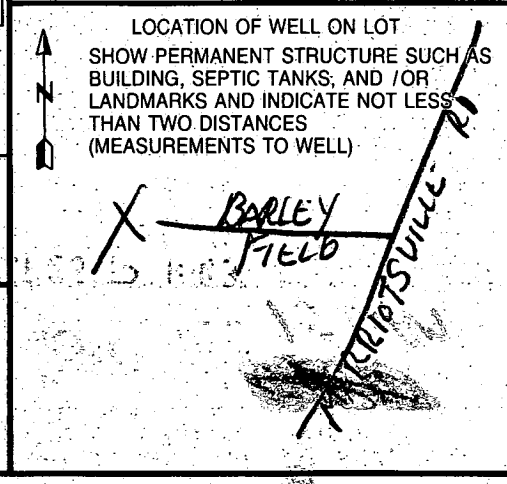 LOCATION OF WELL ON LOT
SHOW PERMANENT STRUCTURE SUCH AS
BUILDING, SEPTIC TANKS, AND / OR
LANDMARKS AND INDICATE NOT LESS
THAN TWO DISTANCES
(MEASUREMENTS TO WELL)
N
RD
X
BARLEY
FIELD